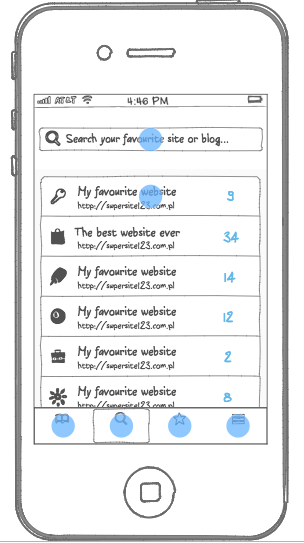 AT&T 4:46 PM
Search your favourite site or blog...
My favourite website 9
http://supersite123.com.pl
The best website ever 34
http://supersite123.com.pl
My favourite website 14
http://supersite123.com.pl
My favourite website 12
http://supersite123.com.pl
My favourite website 2
http://supersite123.com.pl
My favourite website 8
http://supersite123.com.pl